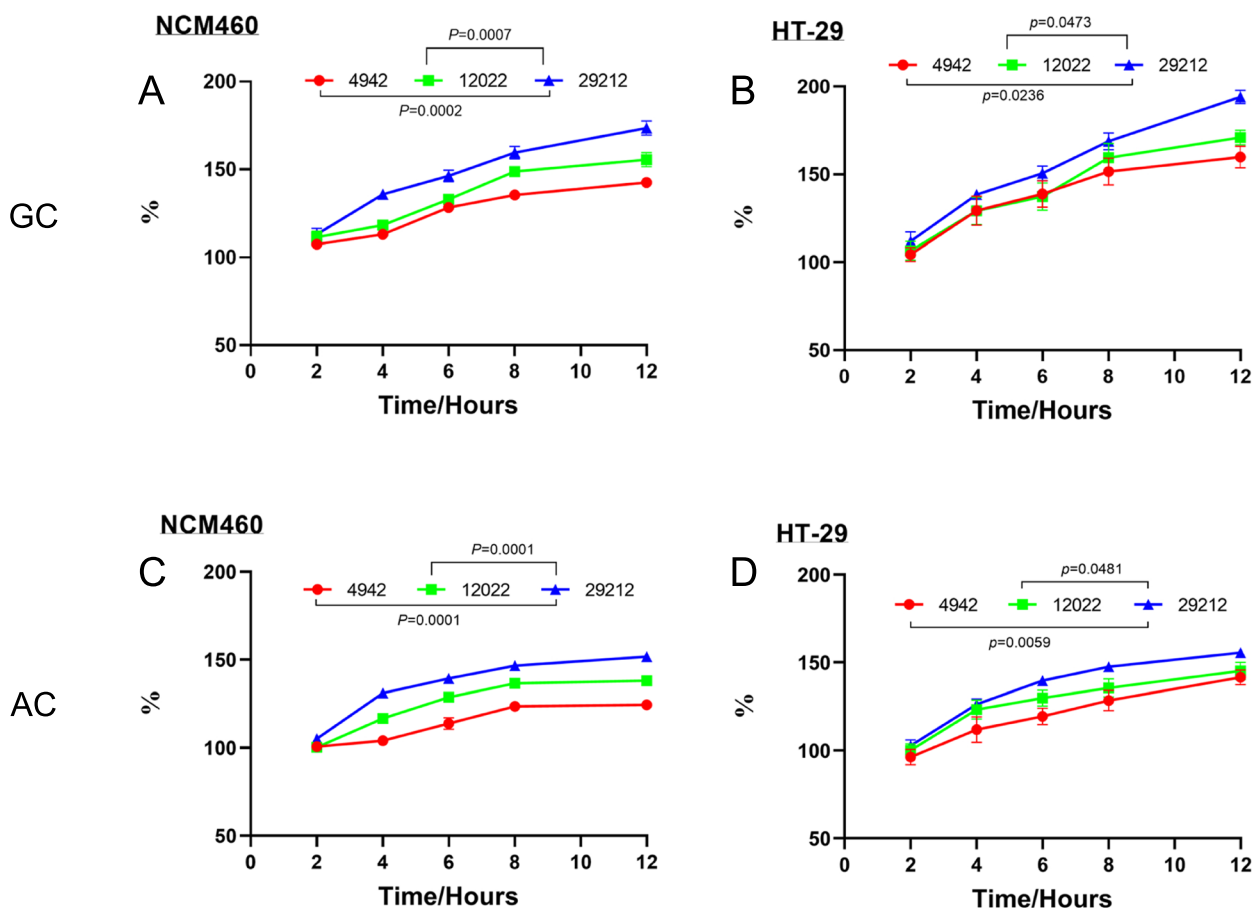 NCM460
P=0.0007
4942 12022 29212
P=0.0002
A
200
150
100
50
%
GC
0 2 4 6 8 10 12
Time/Hours
HT-29
p=0.0473
4942 12022 29212
p=0.0236
B
200
150
100
50
%
0 2 4 6 8 10 12
Time/Hours
NCM460
P=0.0001
4942 12022 29212
P=0.0001
C
200
150
100
50
%
AC
0 2 4 6 8 10 12
Time/Hours
HT-29
p=0.0481
4942 12022 29212
p=0.0059
D
200
150
100
50
%
0 2 4 6 8 10 12
Time/Hours